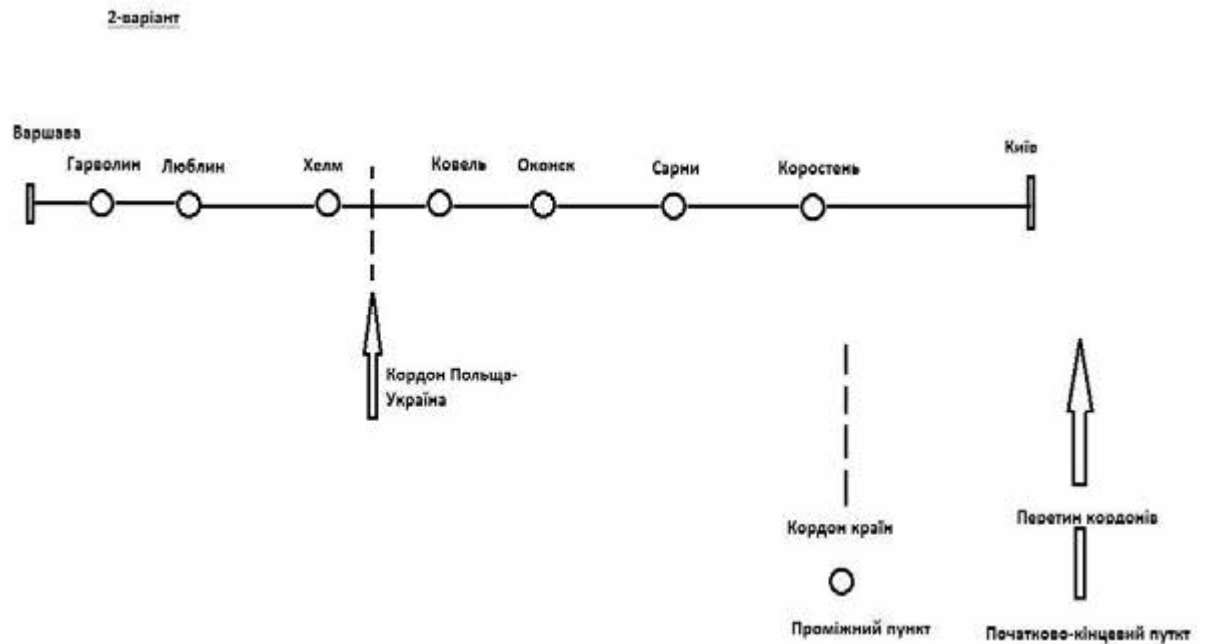 2-варіант
Варшава
Гарволин
Люблин
Хелм
Ковель
Оконск
Сарни
Коростень
Київ
Кордон Польща-
Україна
Кордон країн
Перетин кордонів
Проміжний пункт
Початково-кінцевий путкт